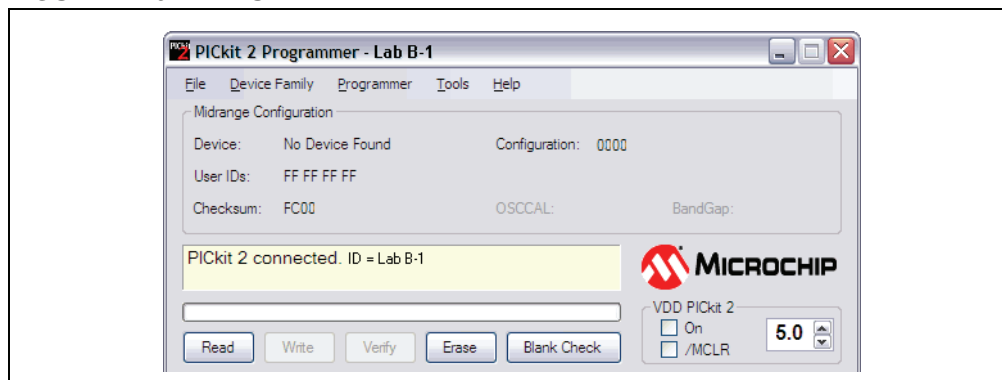 PICkit 2 Programmer - Lab B-1
File Device Family Programmer Tools Help
Midrange Configuration
Device: No Device Found Configuration: 0000
User IDs: FF FF FF FF
Checksum: FC00 OSCCAL: BandGap:
PICkit 2 connected. ID = Lab B-1
MICROCHIP
VDD PICkit 2
On
/MCLR
5.0
Read Write Verify Erase Blank Check